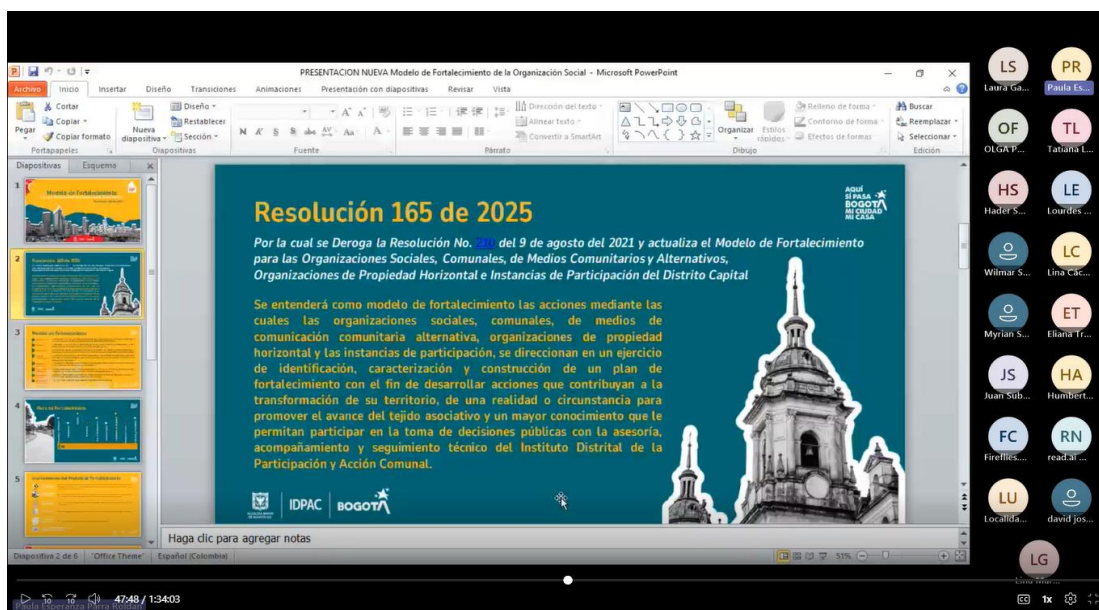 PRESENTACION NUEVA Modelo de Fortalecimiento de la Organización Social - Microsoft PowerPoint
Archivo Inicio Insertar Diseño Transiciones Animaciones Presentación con diapositivas Revisar Vista
Pegar
Cortar
Copiar
Copiar formato
Portapapeles
Nueva
diapositiva
Diseño
Restablecer
Sección
Diapositivas
Fuente
Párrafo
Dirección del texto
Alinear texto
Convertir a SmartArt
Organizar
Estilos
rápidos
Relleno de forma
Contorno de forma
Efectos de formas
Dibujo
Buscar
Reemplazar
Seleccionar
Edición
Diapositivas Esquema
1
Modelo de Fortalecimiento
2
3
4
5
AQUÍ
SÍ PASA
BOGOTÁ
MI CIUDAD
MI CASA
Resolución 165 de 2025
Por la cual se Deroga la Resolución No. 210 del 9 de agosto del 2021 y actualiza el Modelo de Fortalecimiento
para las Organizaciones Sociales, Comunales, de Medios Comunitarios y Alternativos,
Organizaciones de Propiedad Horizontal e Instancias de Participación del Distrito Capital
Se entenderá como modelo de fortalecimiento las acciones mediante las
cuales las organizaciones sociales, comunales, de medios de
comunicación comunitaria alternativa, organizaciones de propiedad
horizontal y las instancias de participación, se direccionan en un ejercicio
de identificación, caracterización y construcción de un plan de
fortalecimiento con el fin de desarrollar acciones que contribuyan a la
transformación de su territorio, de una realidad o circunstancia para
promover el avance del tejido asociativo y un mayor conocimiento que le
permitan participar en la toma de decisiones públicas con la asesoría,
acompañamiento y seguimiento técnico del Instituto Distrital de la
Participación y Acción Comunal.
IDPAC BOGOTÁ
Haga clic para agregar notas
Diapositiva 2 de 6 "Office Theme" Español (Colombia) 51%
LS PR
Laura Ga... Paula Es...
OF TL
OLGA P... Tatiana L...
HS LE
Hader S... Lourdes ...
LC
Wilmar S... Lina Các...
ET
Myrian S... Eliana Tr...
JS HA
Juan Sub... Humbert...
FC RN
Fireflies.... read.ai ...
LU
Localida... david jos...
LG
47:48 / 1:34:03 CC 1x
Paula Esperanza Parra Roldan